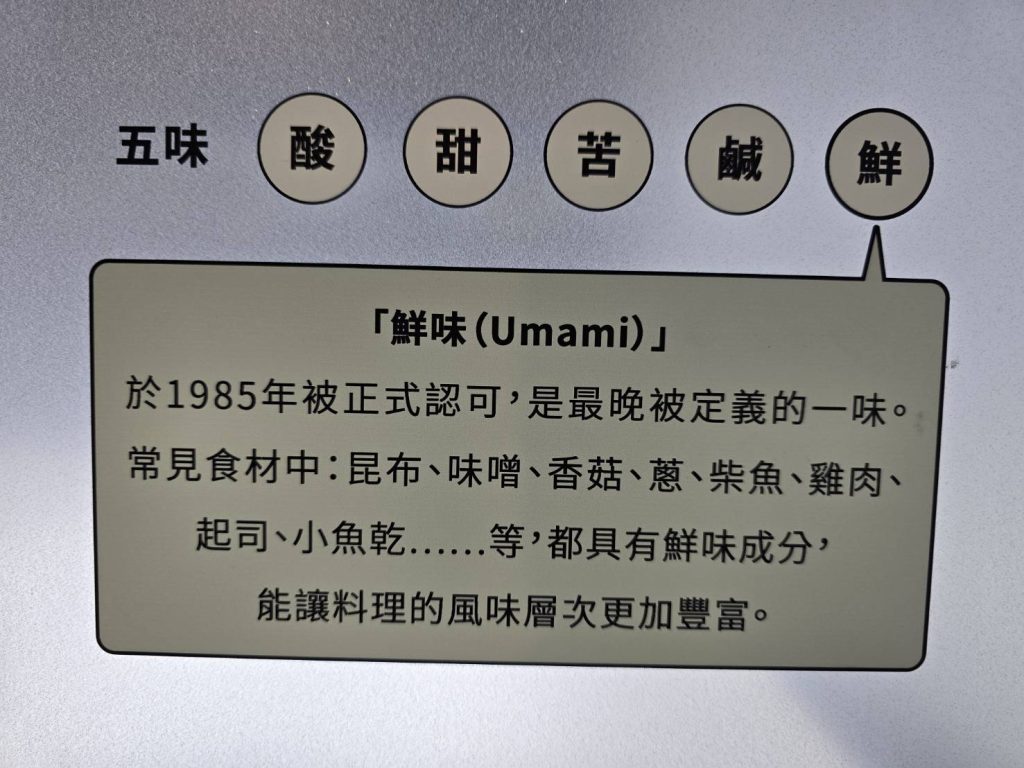 五味 酸 甜 苦 鹹 鮮
「鮮味(Umami)」
於1985年被正式認可,是最晚被定義的一味。
常見食材中:昆布、味噌、香菇、蔥、柴魚、雞肉、
起司、小魚乾……等,都具有鮮味成分,
能讓料理的風味層次更加豐富。